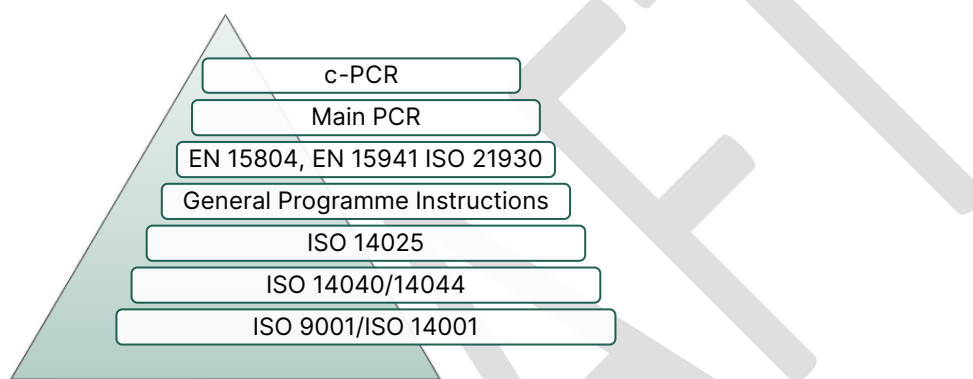 c-PCR
Main PCR
EN 15804, EN 15941 ISO 21930
General Programme Instructions
ISO 14025
ISO 14040/14044
ISO 9001/ISO 14001